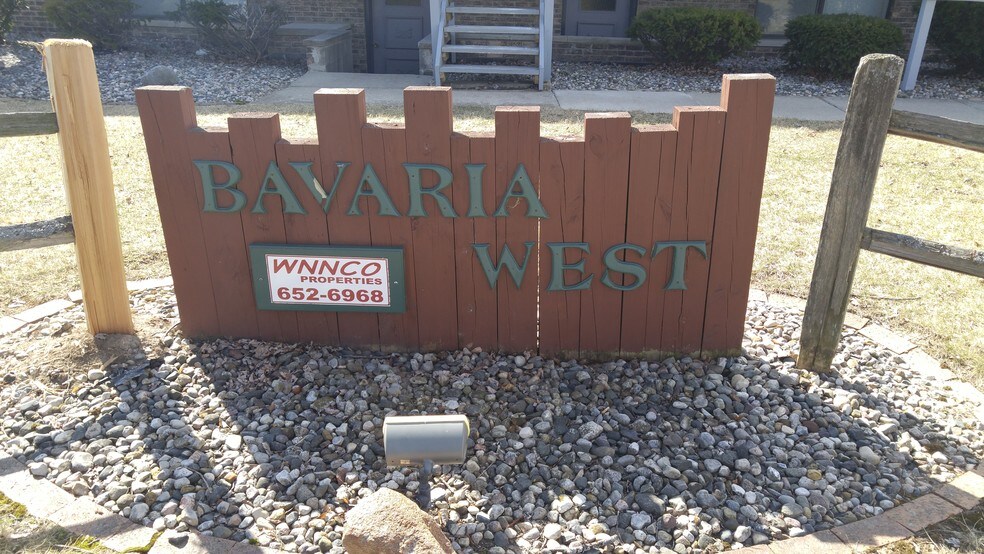 BAVARIA
WEST
WNNCO
PROPERTIES
652-6968